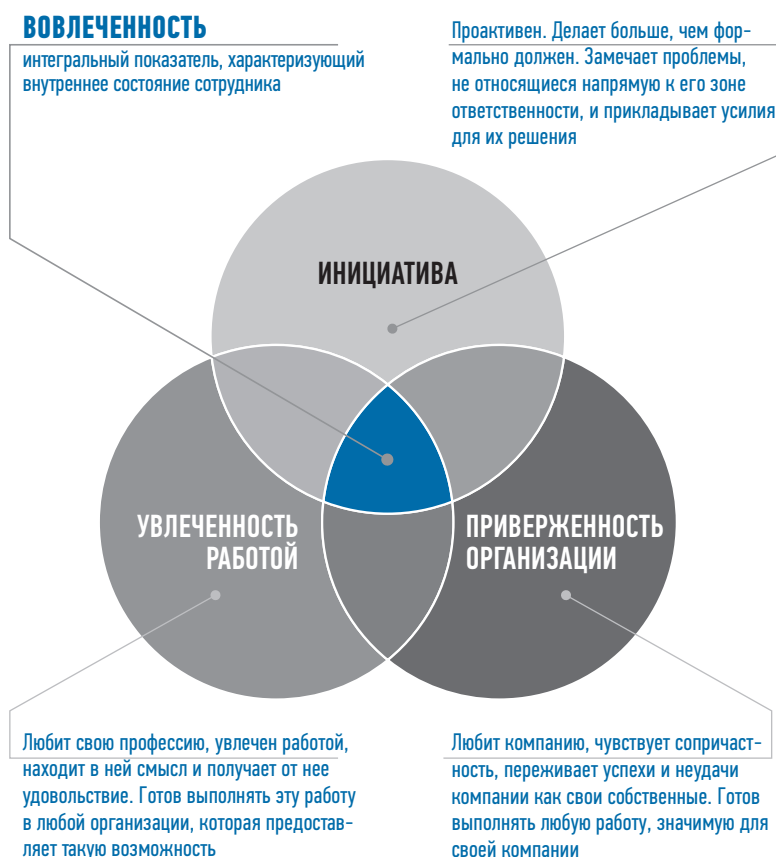 ВОВЛЕЧЕННОСТЬ
интегральный показатель, характеризующий
внутреннее состояние сотрудника
Проактивен. Делает больше, чем фор-
мально должен. Замечает проблемы,
не относящиеся напрямую к его зоне
ответственности, и прикладывает усилия
для их решения
ИНИЦИАТИВА
УВЛЕЧЕННОСТЬ
РАБОТОЙ
ПРИВЕРЖЕННОСТЬ
ОРГАНИЗАЦИИ
Любит свою профессию, увлечен работой,
находит в ней смысл и получает от нее
удовольствие. Готов выполнять эту работу
в любой организации, которая предостав-
ляет такую возможность
Любит компанию, чувствует сопричаст-
ность, переживает успехи и неудачи
компании как свои собственные. Готов
выполнять любую работу, значимую для
своей компании